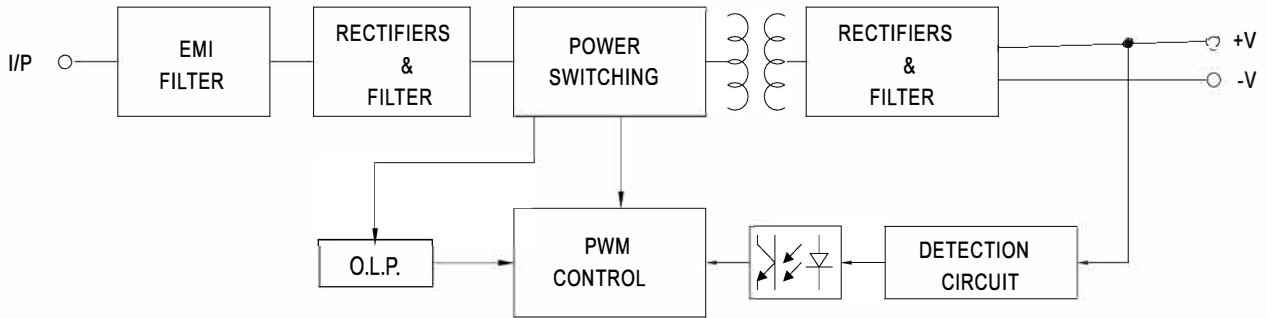 I/P
EMI
FILTER
RECTIFIERS
&
FILTER
POWER
SWITCHING
RECTIFIERS
&
FILTER
+V
-V
O.L.P.
PWM
CONTROL
DETECTION
CIRCUIT